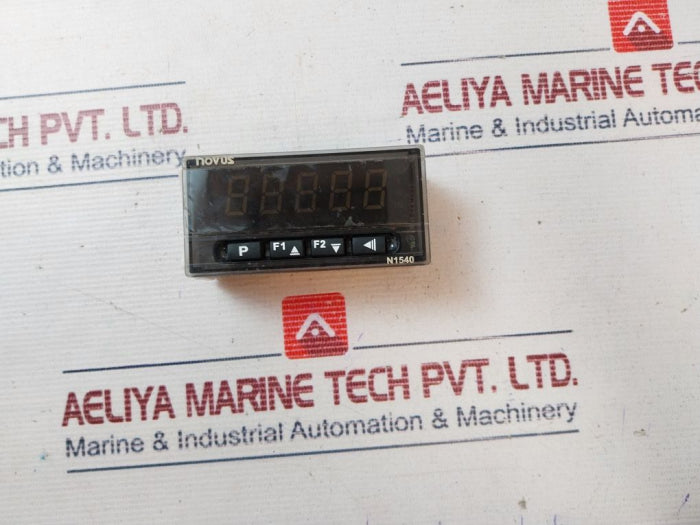 AELIYA MARINE TEC
Marine & Industrial Automa
CH PVT. LTD.
tion & Machinery
novus
P F1 F2
N1540
AELIYA MARINE TECH PVT. LTD.
Marine & Industrial Automation & Machinery